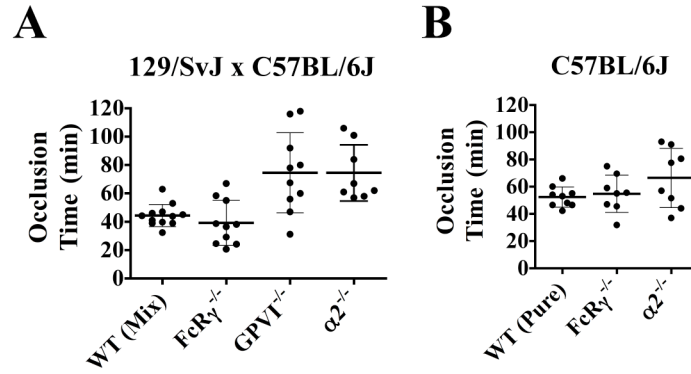 A
129/SvJ x C57BL/6J
Occlusion
Time (min)
120
100
80
60
40
20
0
WT (Mix)
FcRγ⁻/⁻
GPVI⁻/⁻
α2⁻/⁻
B
C57BL/6J
Occlusion
Time (min)
120
100
80
60
40
20
0
WT (Pure)
FcRγ⁻/⁻
α2⁻/⁻